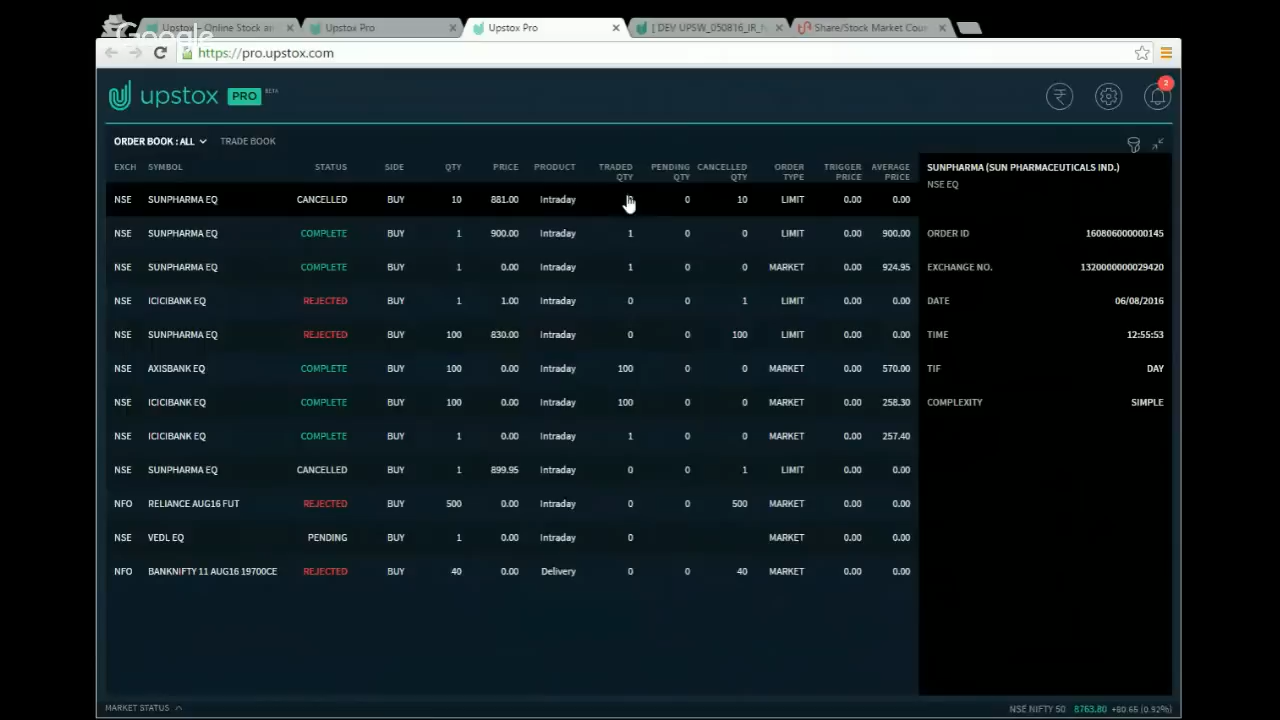 Upstox - Online Stock a
Upstox Pro
Upstox Pro
[ DEV UPSW_050816_IR_
Share/Stock Market Cou
Google
https://pro.upstox.com
upstox PRO BETA
2
ORDER BOOK : ALL TRADE BOOK
EXCH SYMBOL STATUS SIDE QTY PRICE PRODUCT TRADED QTY PENDING QTY CANCELLED QTY ORDER TYPE TRIGGER PRICE AVERAGE PRICE
NSE SUNPHARMA EQ CANCELLED BUY 10 881.00 Intraday 0 10 LIMIT 0.00 0.00
NSE SUNPHARMA EQ COMPLETE BUY 1 900.00 Intraday 1 0 0 LIMIT 0.00 900.00
NSE SUNPHARMA EQ COMPLETE BUY 1 0.00 Intraday 1 0 0 MARKET 0.00 924.95
NSE ICICIBANK EQ REJECTED BUY 1 1.00 Intraday 0 0 1 LIMIT 0.00 0.00
NSE SUNPHARMA EQ REJECTED BUY 100 830.00 Intraday 0 0 100 LIMIT 0.00 0.00
NSE AXISBANK EQ COMPLETE BUY 100 0.00 Intraday 100 0 0 MARKET 0.00 570.00
NSE ICICIBANK EQ COMPLETE BUY 100 0.00 Intraday 100 0 0 MARKET 0.00 258.30
NSE ICICIBANK EQ COMPLETE BUY 1 0.00 Intraday 1 0 0 MARKET 0.00 257.40
NSE SUNPHARMA EQ CANCELLED BUY 1 899.95 Intraday 0 0 1 LIMIT 0.00 0.00
NFO RELIANCE AUG16 FUT REJECTED BUY 500 0.00 Intraday 0 0 500 MARKET 0.00 0.00
NSE VEDL EQ PENDING BUY 1 0.00 Intraday 0 MARKET 0.00 0.00
NFO BANKNIFTY 11 AUG16 19700CE REJECTED BUY 40 0.00 Delivery 0 0 40 MARKET 0.00 0.00
SUNPHARMA (SUN PHARMACEUTICALS IND.)
NSE EQ
ORDER ID 160806000000145
EXCHANGE NO. 1320000000029420
DATE 06/08/2016
TIME 12:55:53
TIF DAY
COMPLEXITY SIMPLE
MARKET STATUS
NSE NIFTY 50 8763.80 +80.65 (0.92%)